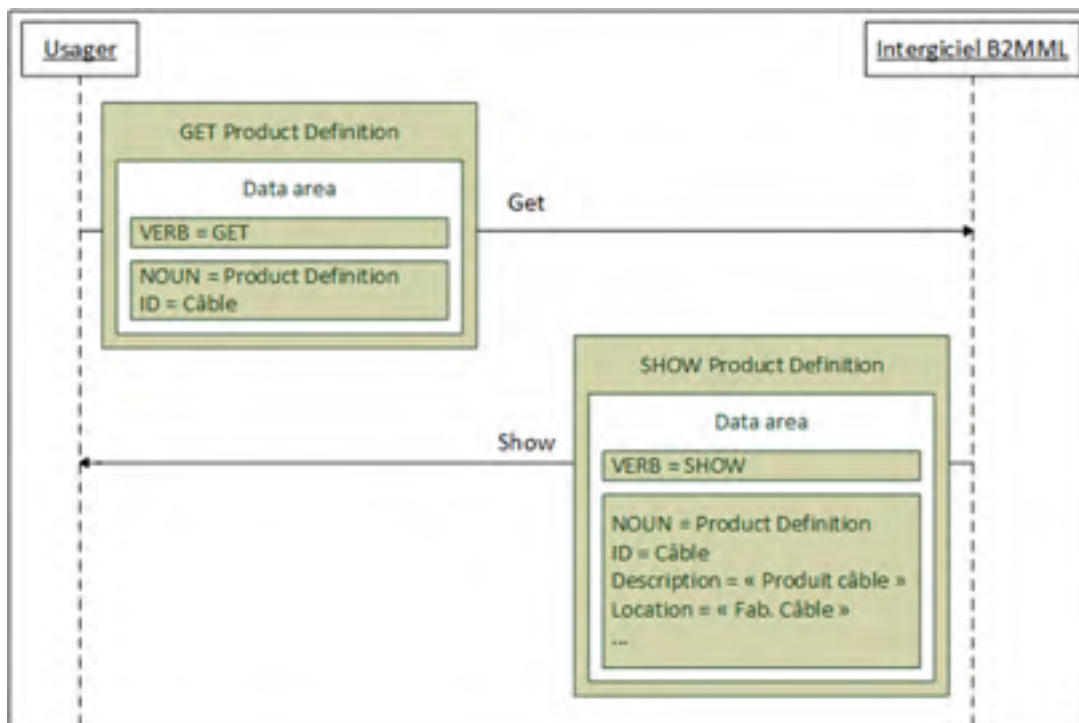 Usager
Intergiciel B2MML
GET Product Definition
Data area
VERB = GET
NOUN = Product Definition
ID = Câble
Get
SHOW Product Definition
Data area
VERB = SHOW
NOUN = Product Definition
ID = Câble
Description = « Produit câble »
Location = « Fab. Câble »
...
Show